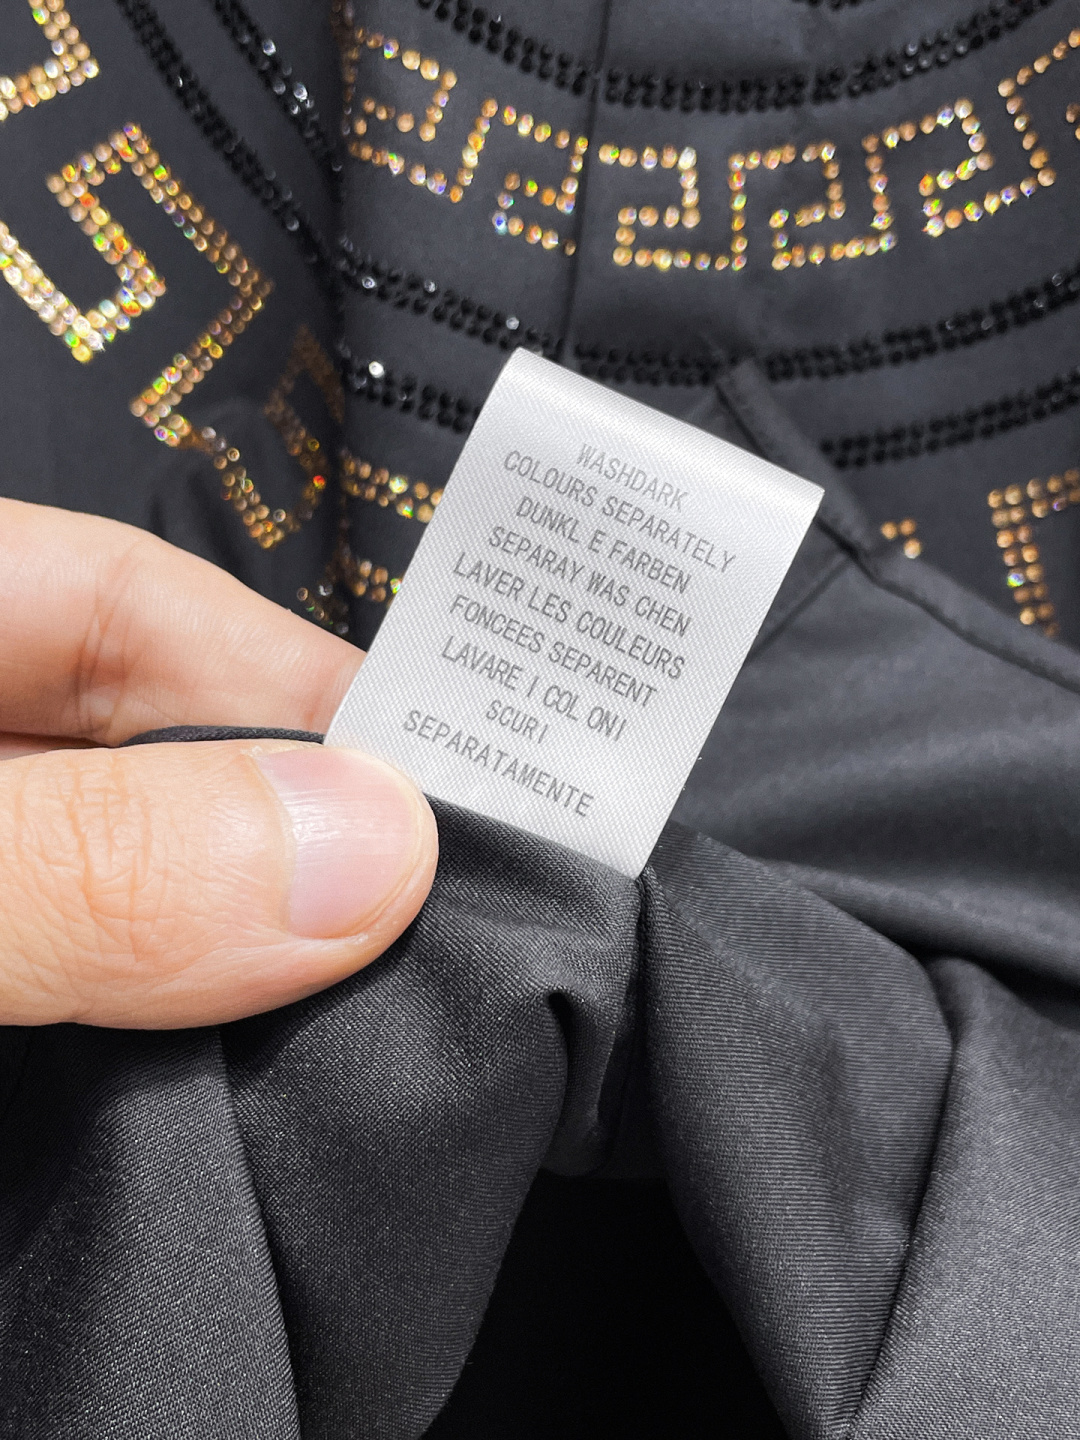 WASHDARK
COLOURS SEPARATELY
DUNKL E FARBEN
SEPARAY WAS CHEN
LAVER LES COULEURS
FONCEES SEPARENT
LAVARE I COL ONI
SCURI
SEPARATAMENTE